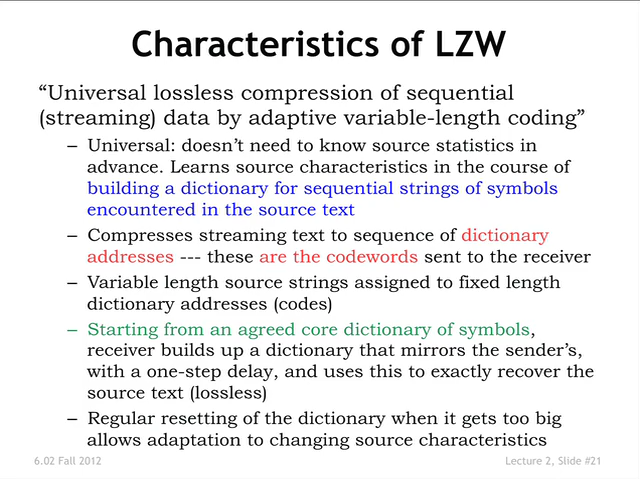 Characteristics of LZW
“Universal lossless compression of sequential
(streaming) data by adaptive variable-length coding”
– Universal: doesn’t need to know source statistics in
advance. Learns source characteristics in the course of
building a dictionary for sequential strings of symbols
encountered in the source text
– Compresses streaming text to sequence of dictionary
addresses --- these are the codewords sent to the receiver
– Variable length source strings assigned to fixed length
dictionary addresses (codes)
– Starting from an agreed core dictionary of symbols,
receiver builds up a dictionary that mirrors the sender’s,
with a one-step delay, and uses this to exactly recover the
source text (lossless)
– Regular resetting of the dictionary when it gets too big
allows adaptation to changing source characteristics
6.02 Fall 2012
Lecture 2, Slide #21